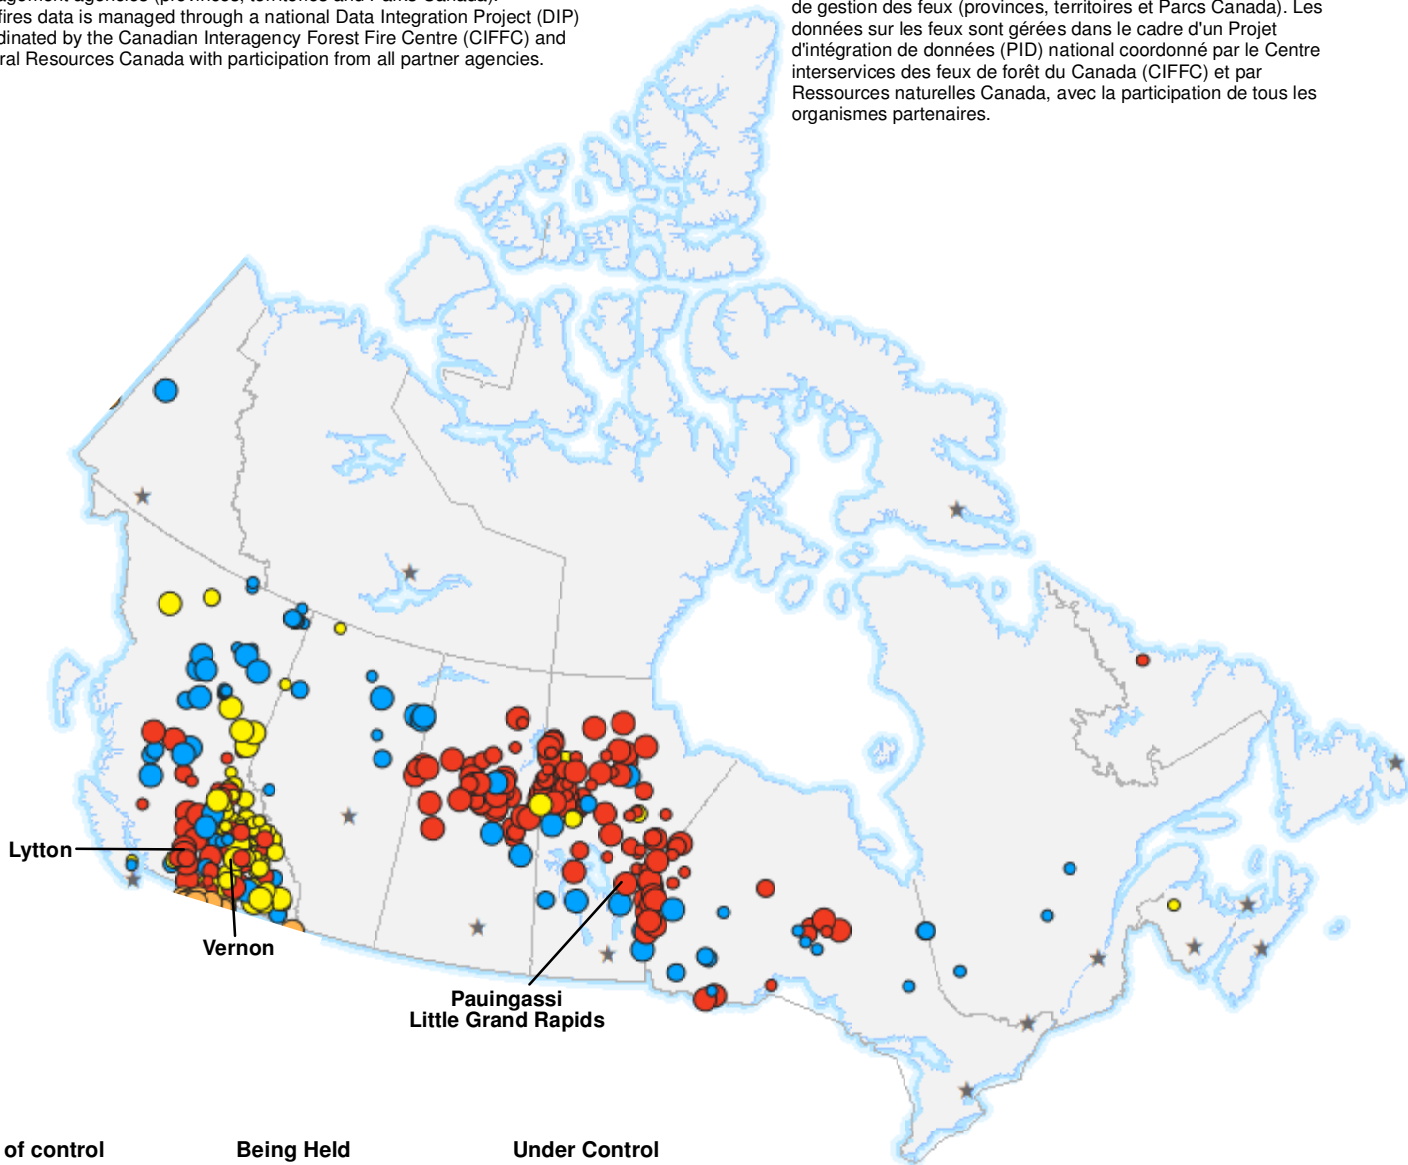 fires data is managed through a national Data Integration Project (DIP)
dinated by the Canadian Interagency Forest Fire Centre (CIFFC) and
ral Resources Canada with participation from all partner agencies.
de gestion des feux (provinces, territoires et Parcs Canada). Les
données sur les feux sont gérées dans le cadre d'un Projet
d'intégration de données (PID) national coordonné par le Centre
interservices des feux de forêt du Canada (CIFFC) et par
Ressources naturelles Canada, avec la participation de tous les
organismes partenaires.
Lytton
Vernon
Pauingassi
Little Grand Rapids
of control
Being Held
Under Control